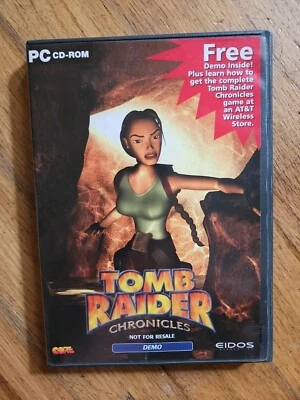 PC CD-ROM
Free
Demo Inside!
Plus learn how to
get the complete
Tomb Raider
Chronicles
game at
an AT&T
Wireless
Store.
TOMB
RAIDER
CHRONICLES
NOT FOR RESALE
DEMO
CORE
EIDOS